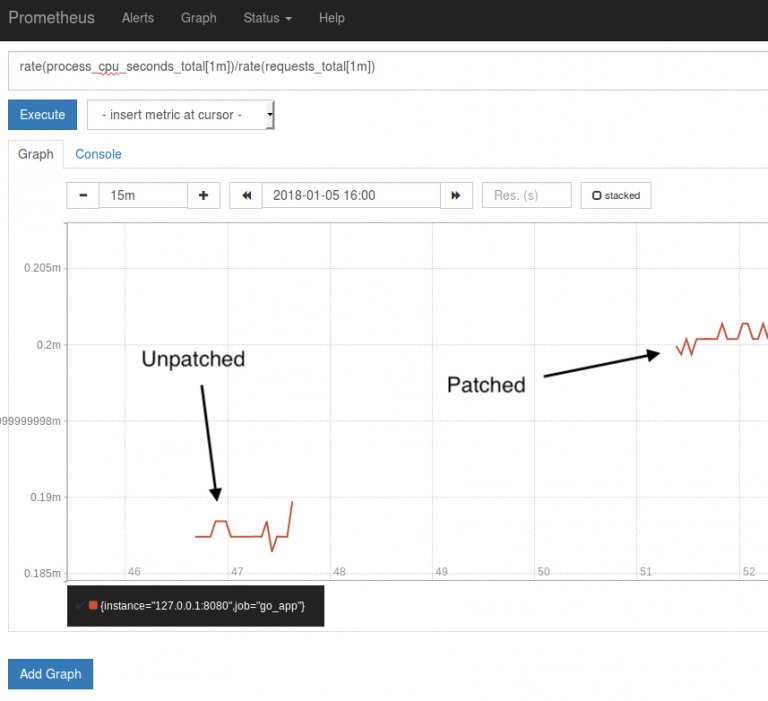 Prometheus Alerts Graph Status Help
rate(process_cpu_seconds_total[1m])/rate(requests_total[1m])
Execute - insert metric at cursor -
Graph Console
15m 2018-01-05 16:00 Res. (s) stacked
0.205m
0.2m
Unpatched
Patched
99999998m
0.19m
0.185m
46 47 48 49 50 51 52
{instance="127.0.0.1:8080",job="go_app"}
Add Graph